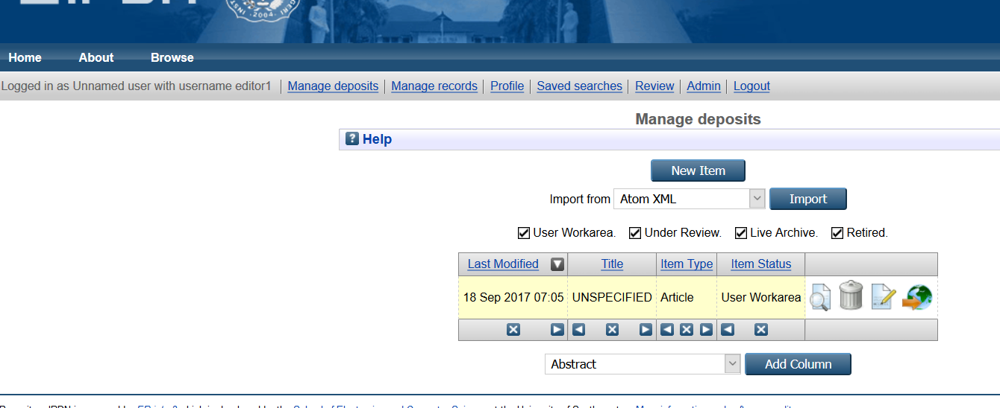 2004
Home About Browse
Logged in as Unnamed user with username editor1 Manage deposits Manage records Profile Saved searches Review Admin Logout
Manage deposits
? Help
New Item
Import from Atom XML Import
User Workarea. Under Review. Live Archive. Retired.
Last Modified Title Item Type Item Status
18 Sep 2017 07:05 UNSPECIFIED Article User Workarea
Abstract Add Column